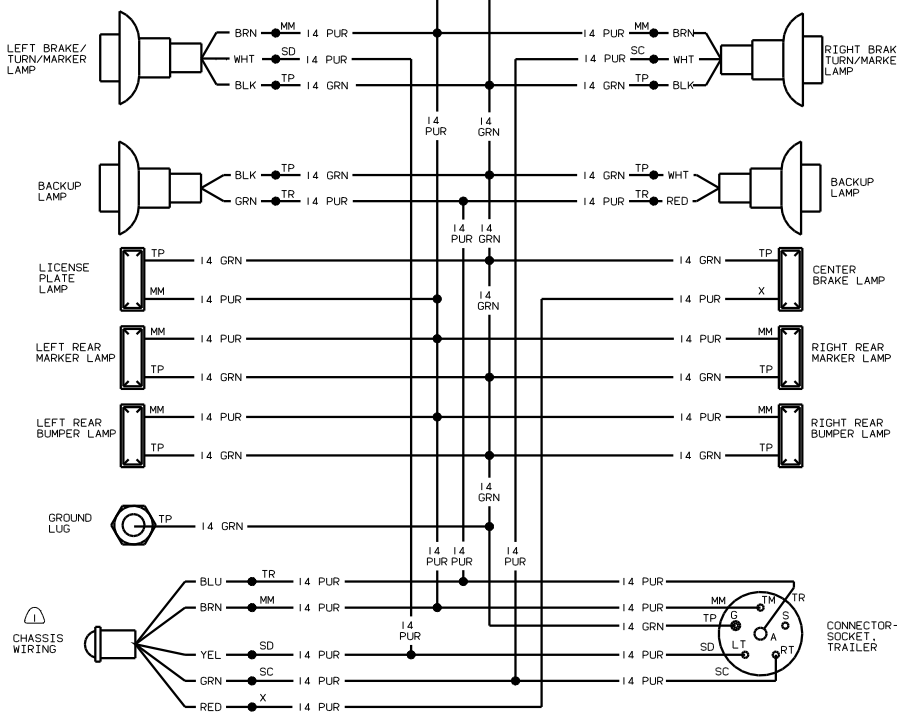 BRN MM 14 PUR 14 PUR MM BRN
LEFT BRAKE/
TURN/MARKER
LAMP
WHT SD 14 PUR 14 PUR SC WHT
RIGHT BRAK
TURN/MARKE
LAMP
BLK TP 14 GRN 14 GRN TP BLK
14 PUR
14 GRN
BACKUP
LAMP
BLK TP 14 GRN 14 GRN TP WHT
GRN TR 14 PUR 14 PUR TR RED
BACKUP
LAMP
14 PUR
14 GRN
LICENSE
PLATE
LAMP
TP 14 GRN 14 GRN TP
MM 14 PUR 14 PUR X
CENTER
BRAKE LAMP
14 GRN
LEFT REAR
MARKER LAMP
MM 14 PUR 14 PUR MM
TP 14 GRN 14 GRN TP
RIGHT REAR
MARKER LAMP
LEFT REAR
BUMPER LAMP
MM 14 PUR 14 PUR MM
TP 14 GRN 14 GRN TP
RIGHT REAR
BUMPER LAMP
14 GRN
GROUND
LUG
TP 14 GRN
14 PUR
14 PUR
14 PUR
BLU TR 14 PUR 14 PUR TR
BRN MM 14 PUR 14 PUR MM TM
14 GRN TP G S
1
CHASSIS
WIRING
14 PUR
A
CONNECTOR-
SOCKET,
TRAILER
YEL SD 14 PUR 14 PUR SD LT RT
GRN SC 14 PUR 14 PUR SC
RED X 14 PUR